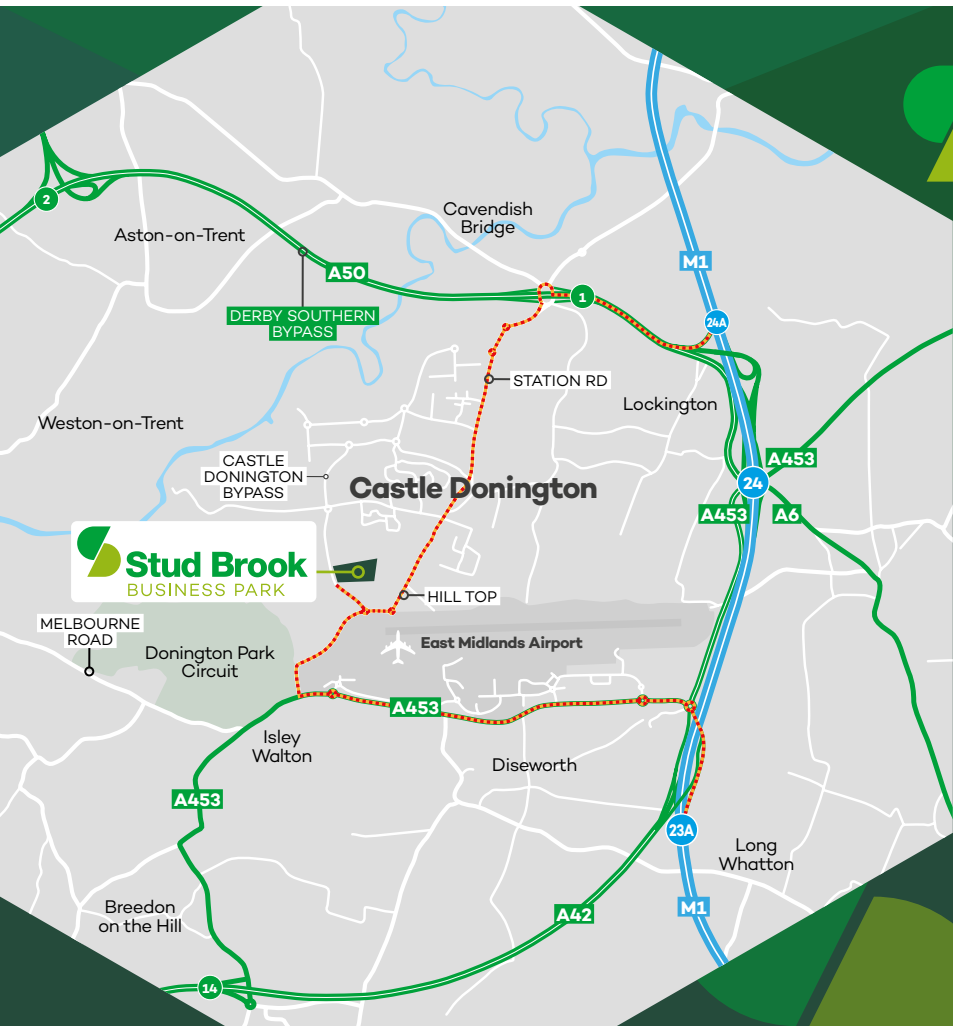 Cavendish
Bridge
2
Aston-on-Trent
M1
A50
1
DERBY SOUTHERN
BYPASS
24A
STATION RD
Lockington
Weston-on-Trent
CASTLE
DONINGTON
BYPASS
Castle Donington
A453
24
A453
A6
Stud Brook
BUSINESS PARK
HILL TOP
MELBOURNE
ROAD
East Midlands Airport
Donington Park
Circuit
A453
Isley
Walton
Diseworth
A453
23A
Long
Whatton
Breedon
on the Hill
A42
M1
14